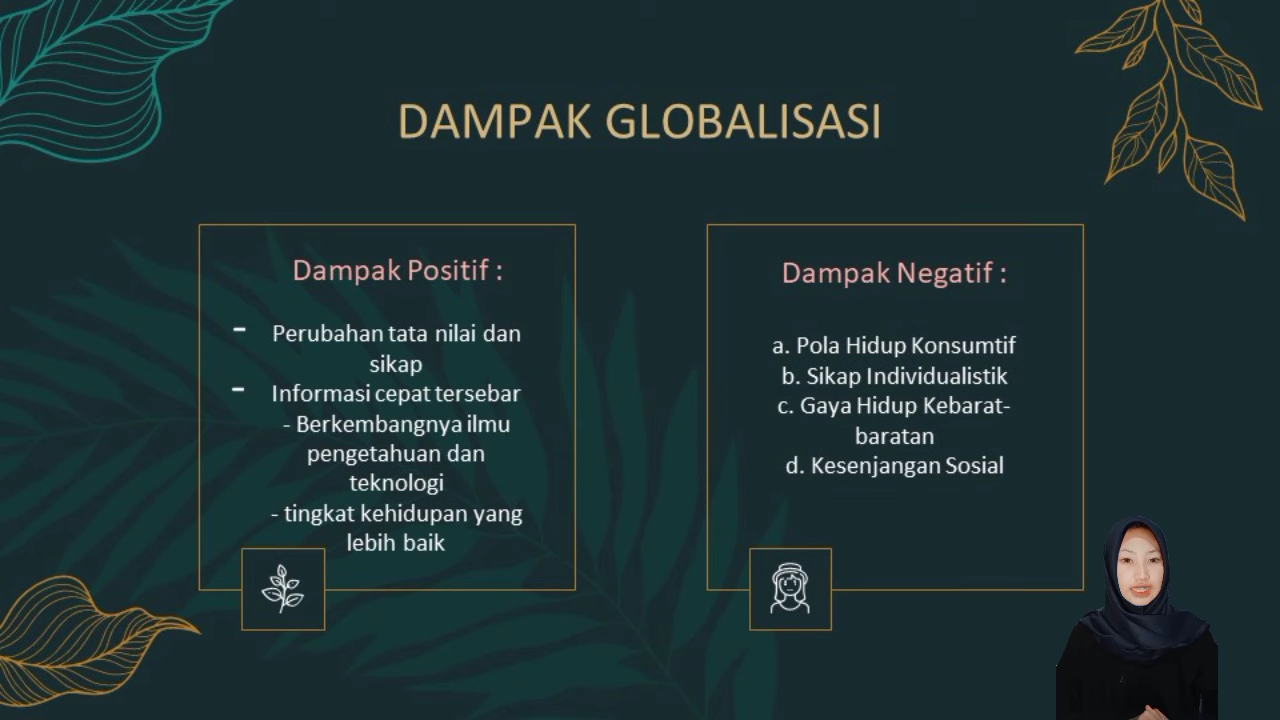 DAMPAK GLOBALISASI
Dampak Positif :
- Perubahan tata nilai dan
sikap
- Informasi cepat tersebar
- Berkembangnya ilmu
pengetahuan dan
teknologi
- tingkat kehidupan yang
lebih baik
Dampak Negatif :
a. Pola Hidup Konsumtif
b. Sikap Individualistik
c. Gaya Hidup Kebarat-
baratan
d. Kesenjangan Sosial